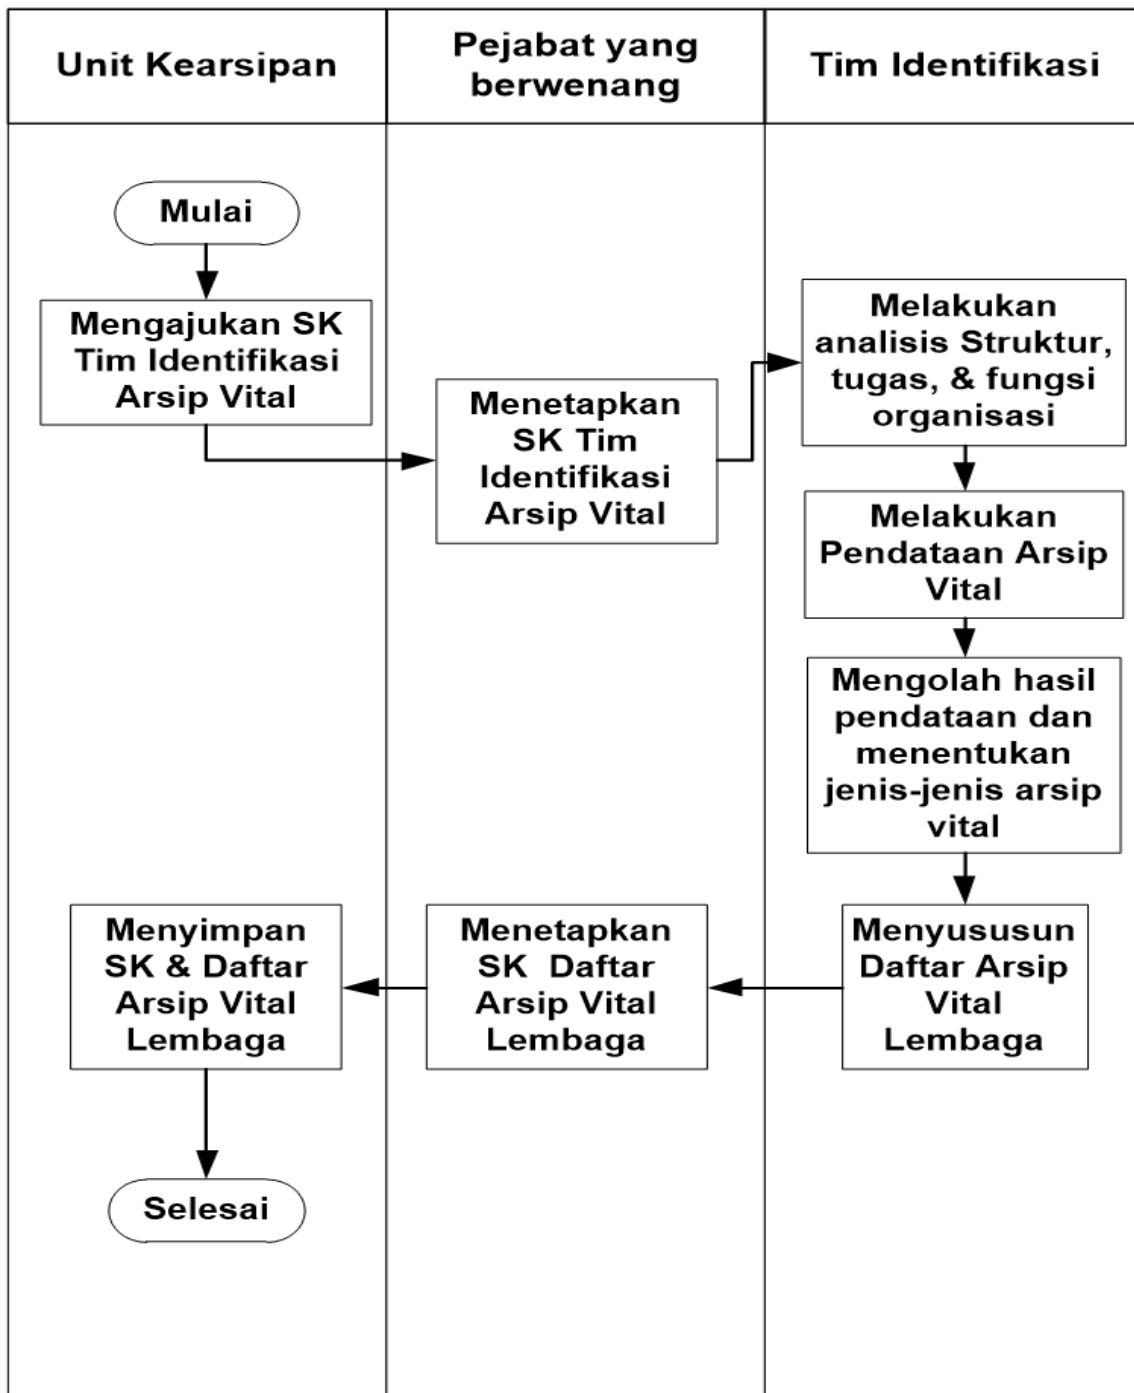 Unit Kearsipan
Pejabat yang
berwenang
Tim Identifikasi
Mulai
Mengajukan SK
Tim Identifikasi
Arsip Vital
Menetapkan
SK Tim
Identifikasi
Arsip Vital
Melakukan
analisis Struktur,
tugas, & fungsi
organisasi
Melakukan
Pendataan Arsip
Vital
Mengolah hasil
pendataan dan
menentukan
jenis-jenis arsip
vital
Menyususun
Daftar Arsip
Vital
Lembaga
Menetapkan
SK Daftar
Arsip Vital
Lembaga
Menyimpan
SK & Daftar
Arsip Vital
Lembaga
Selesai